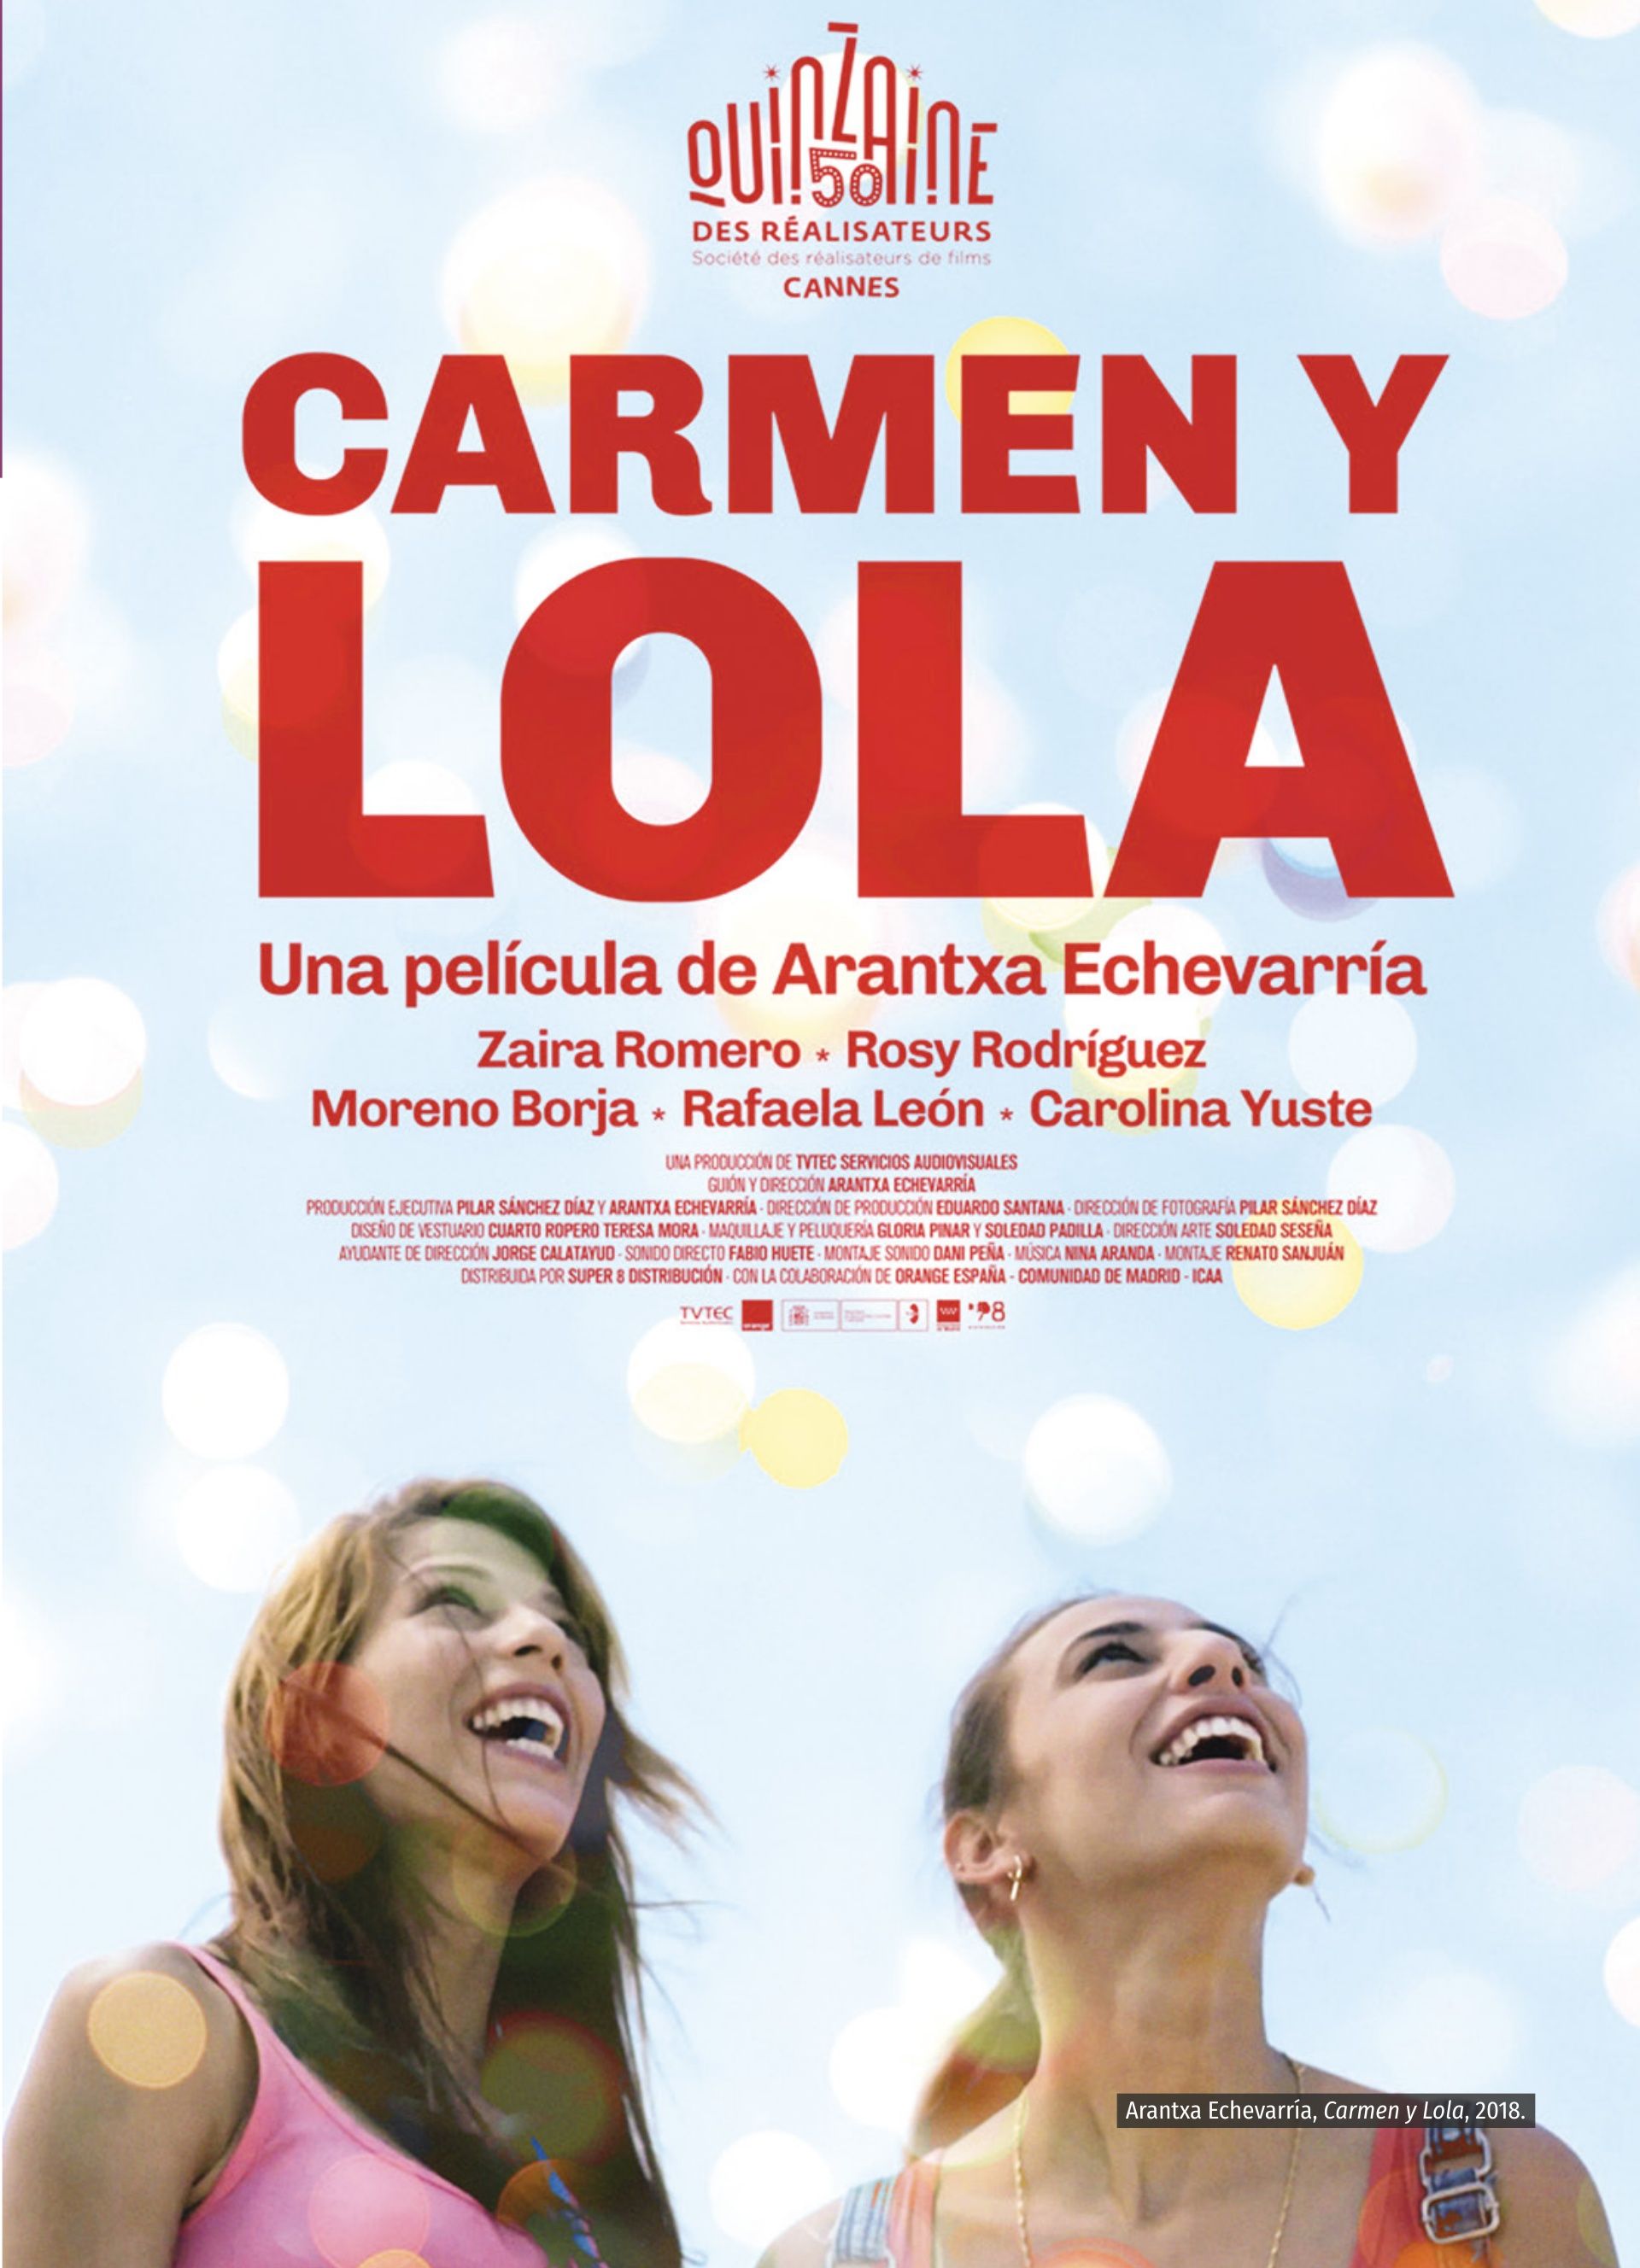 QUINZAINE
50
DES RÉALISATEURS
Société des réalisateurs de films
CANNES
CARMEN Y
LOLA
Una película de Arantxa Echevarría
Zaira Romero * Rosy Rodríguez
Moreno Borja * Rafaela León * Carolina Yuste
UNA PRODUCCIÓN DE TVTEC SERVICIOS AUDIOVISUALES
GUIÓN Y DIRECCIÓN ARANTXA ECHEVARRÍA
PRODUCCIÓN EJECUTIVA PILAR SÁNCHEZ DÍAZ Y ARANTXA ECHEVARRÍA · DIRECCIÓN DE PRODUCCIÓN EDUARDO SANTANA · DIRECCIÓN DE FOTOGRAFÍA PILAR SÁNCHEZ DÍAZ
DISEÑO DE VESTUARIO CUARTO ROPERO TERESA MORA · MAQUILLAJE Y PELUQUERÍA GLORIA PINAR Y SOLEDAD PADILLA · DIRECCIÓN ARTE SOLEDAD SESEÑA
AYUDANTE DE DIRECCIÓN JORGE CALATAYUD · SONIDO DIRECTO FABIO HUETE · MONTAJE SONIDO DANI PEÑA · MÚSICA NINA ARANDA · MONTAJE RENATO SANJUÁN
DISTRIBUIDA POR SUPER 8 DISTRIBUCIÓN · CON LA COLABORACIÓN DE ORANGE ESPAÑA - COMUNIDAD DE MADRID - ICAA
TVTEC orange
Arantxa Echevarría, Carmen y Lola, 2018.